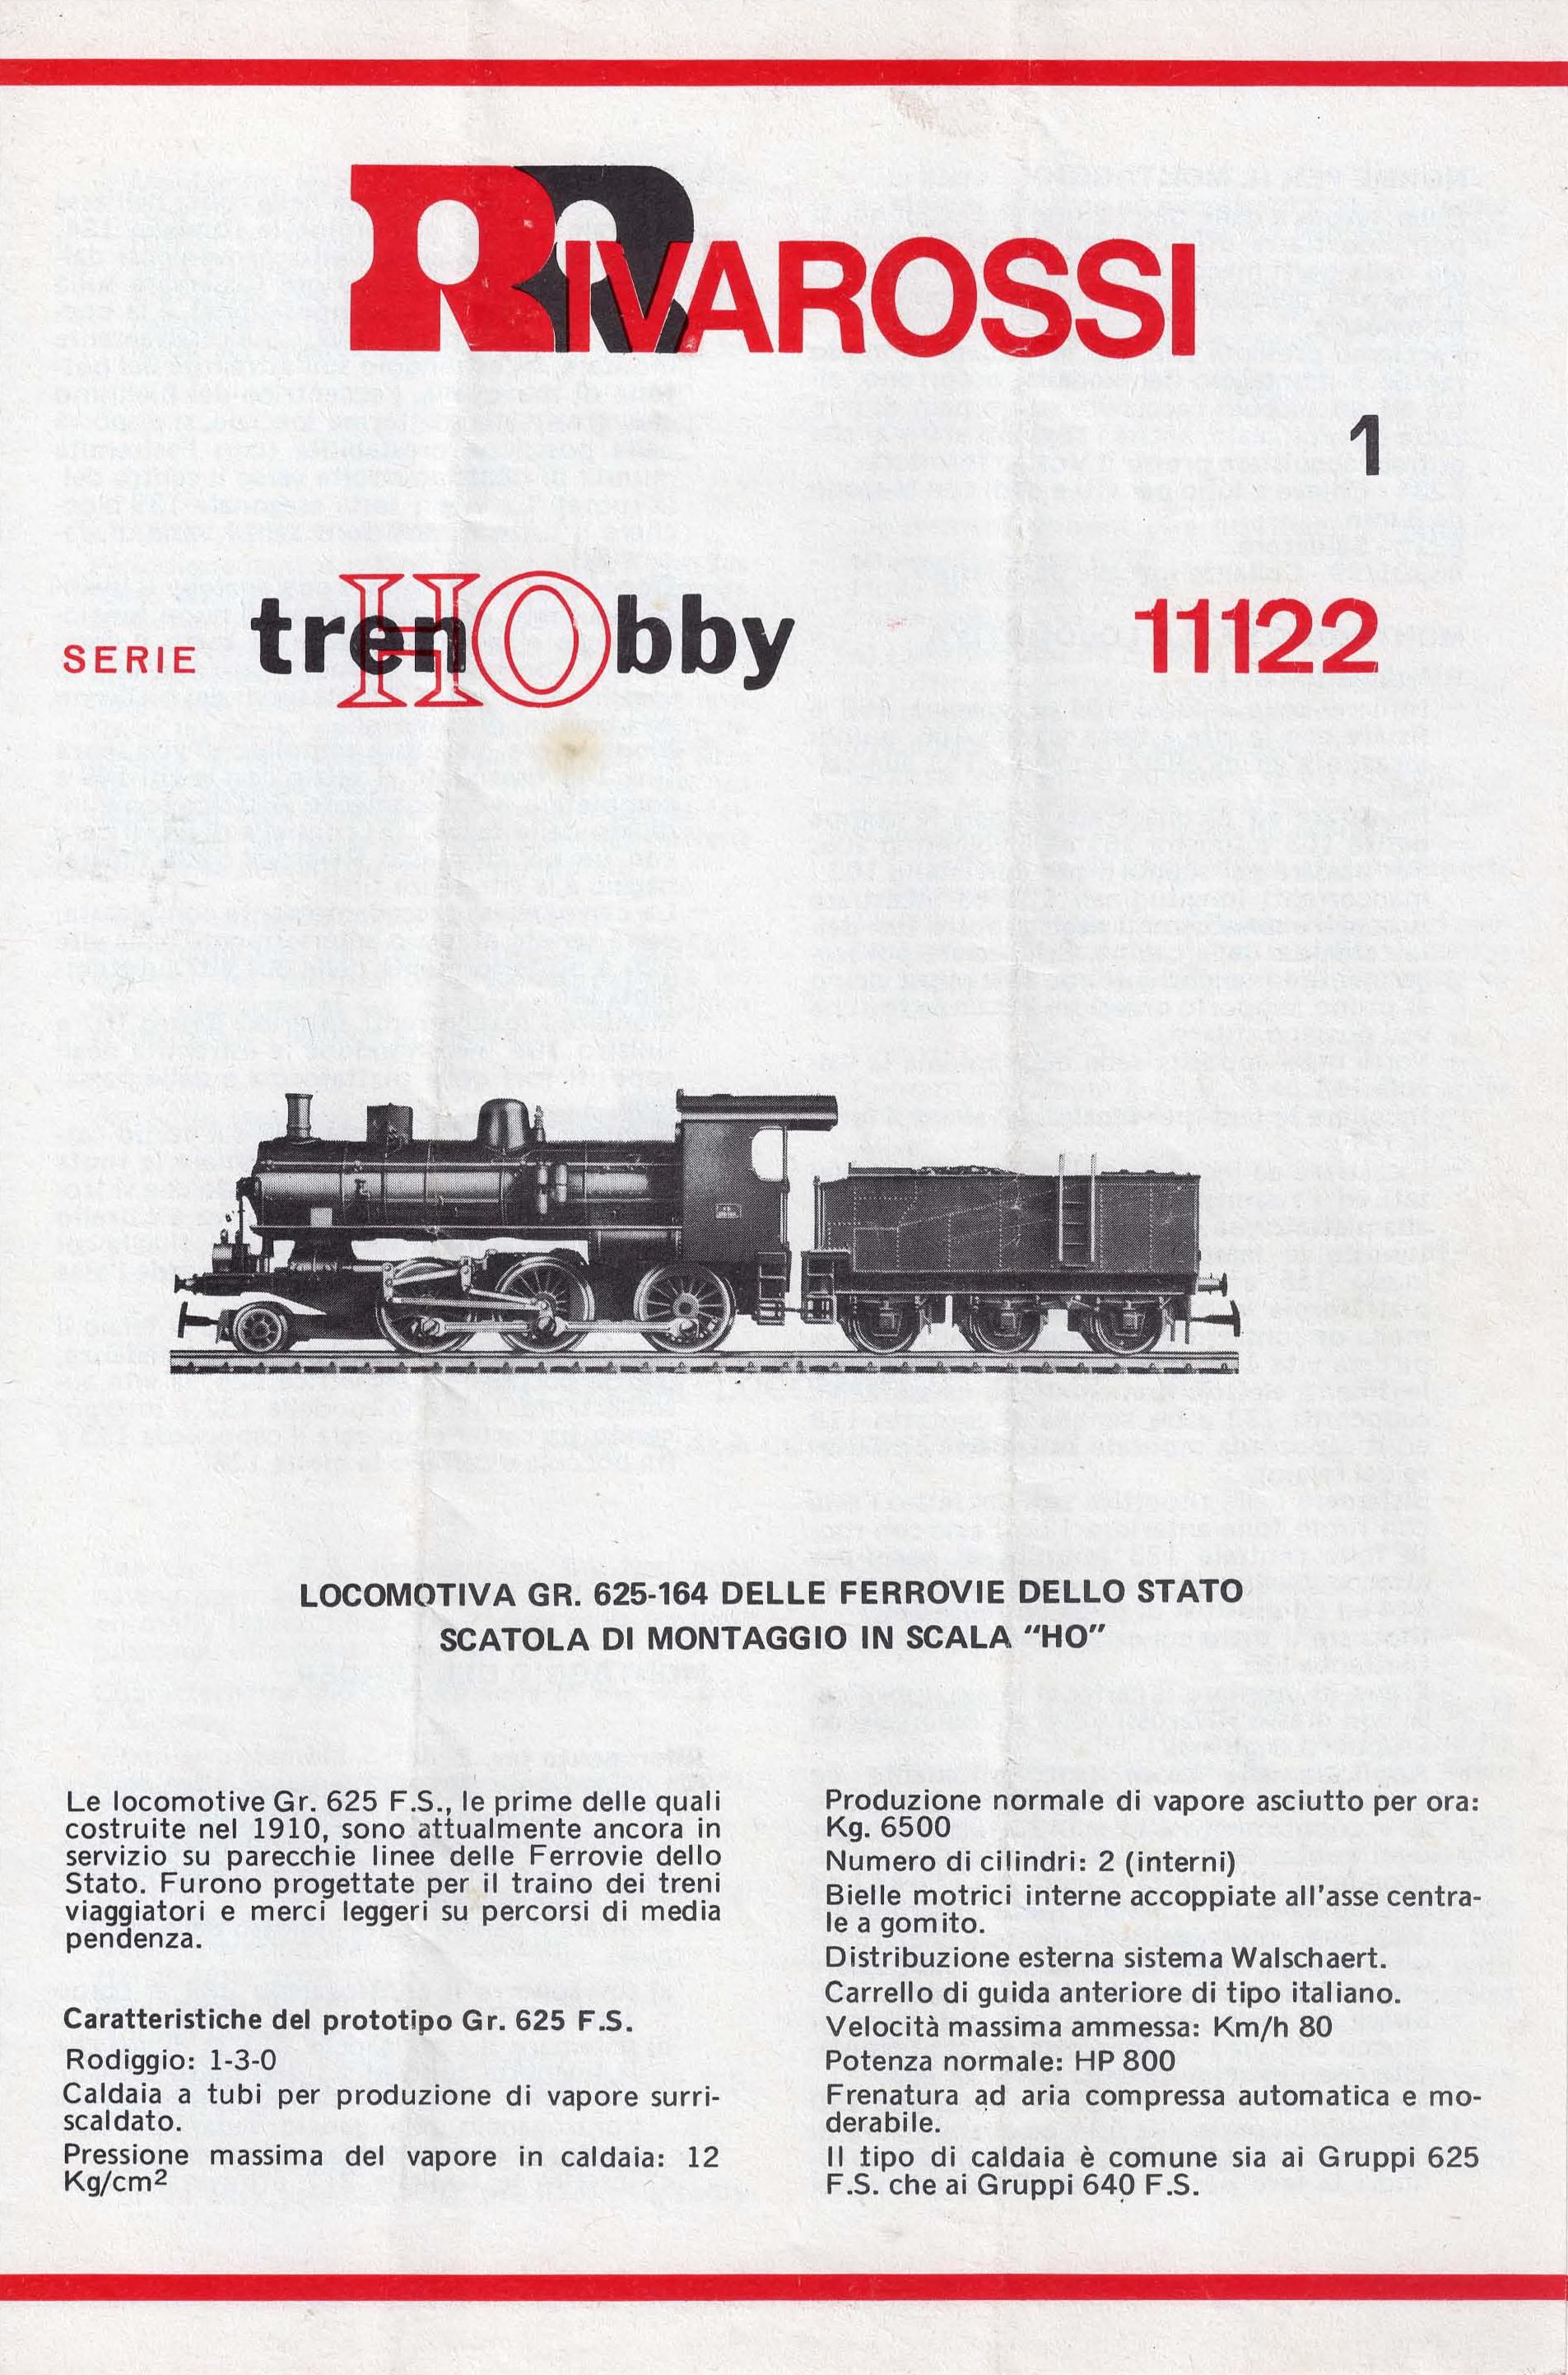 RIVAROSSI
1
SERIE trenHObby 11122
LOCOMOTIVA GR. 625-164 DELLE FERROVIE DELLO STATO
SCATOLA DI MONTAGGIO IN SCALA "HO"
Le locomotive Gr. 625 F.S., le prime delle quali
costruite nel 1910, sono attualmente ancora in
servizio su parecchie linee delle Ferrovie dello
Stato. Furono progettate per il traino dei treni
viaggiatori e merci leggeri su percorsi di media
pendenza.
Caratteristiche del prototipo Gr. 625 F.S.
Rodiggio: 1-3-0
Caldaia a tubi per produzione di vapore surri-
scaldato.
Pressione massima del vapore in caldaia: 12
Kg/cm2
Produzione normale di vapore asciutto per ora:
Kg. 6500
Numero di cilindri: 2 (interni)
Bielle motrici interne accoppiate all'asse centra-
le a gomito.
Distribuzione esterna sistema Walschaert.
Carrello di guida anteriore di tipo italiano.
Velocità massima ammessa: Km/h 80
Potenza normale: HP 800
Frenatura ad aria compressa automatica e mo-
derabile.
Il tipo di caldaia è comune sia ai Gruppi 625
F.S. che ai Gruppi 640 F.S.